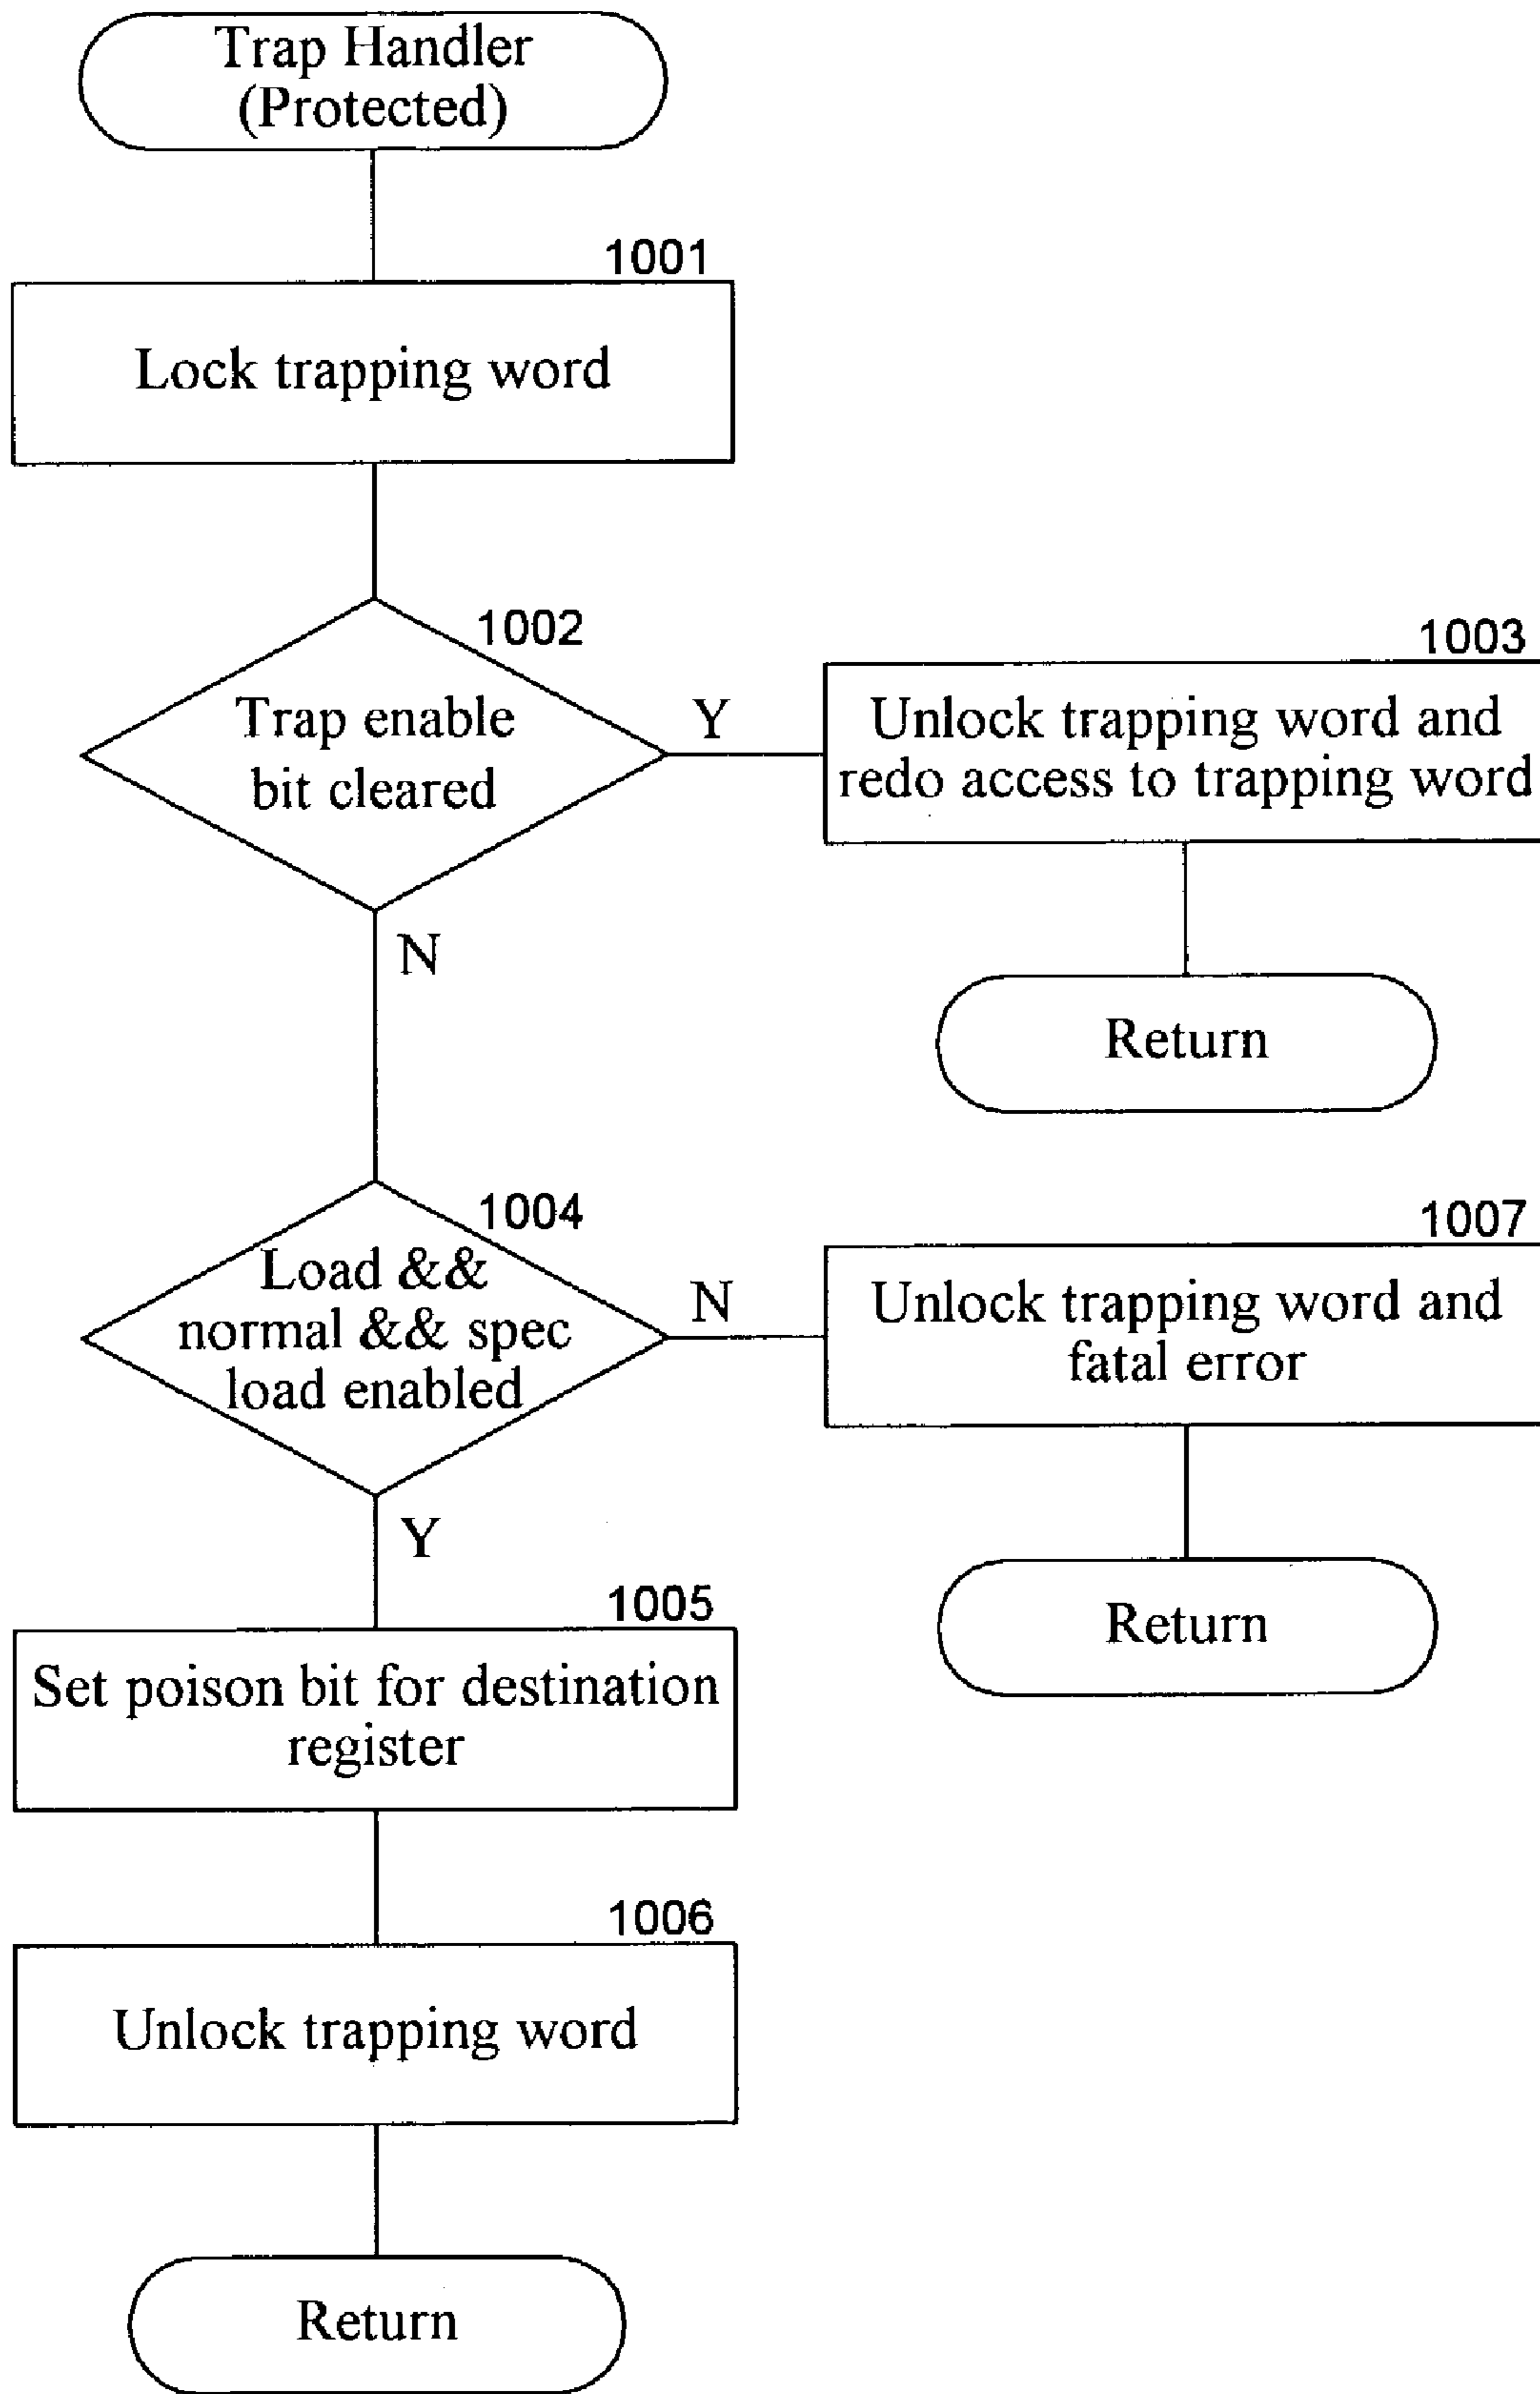 Trap Handler
(Protected)
1001
Lock trapping word
1002
Trap enable
bit cleared
Y
1003
Unlock trapping word and
redo access to trapping word
N
Return
1004
Load &&
normal && spec
load enabled
N
1007
Unlock trapping word and
fatal error
Y
Return
1005
Set poison bit for destination
register
1006
Unlock trapping word
Return